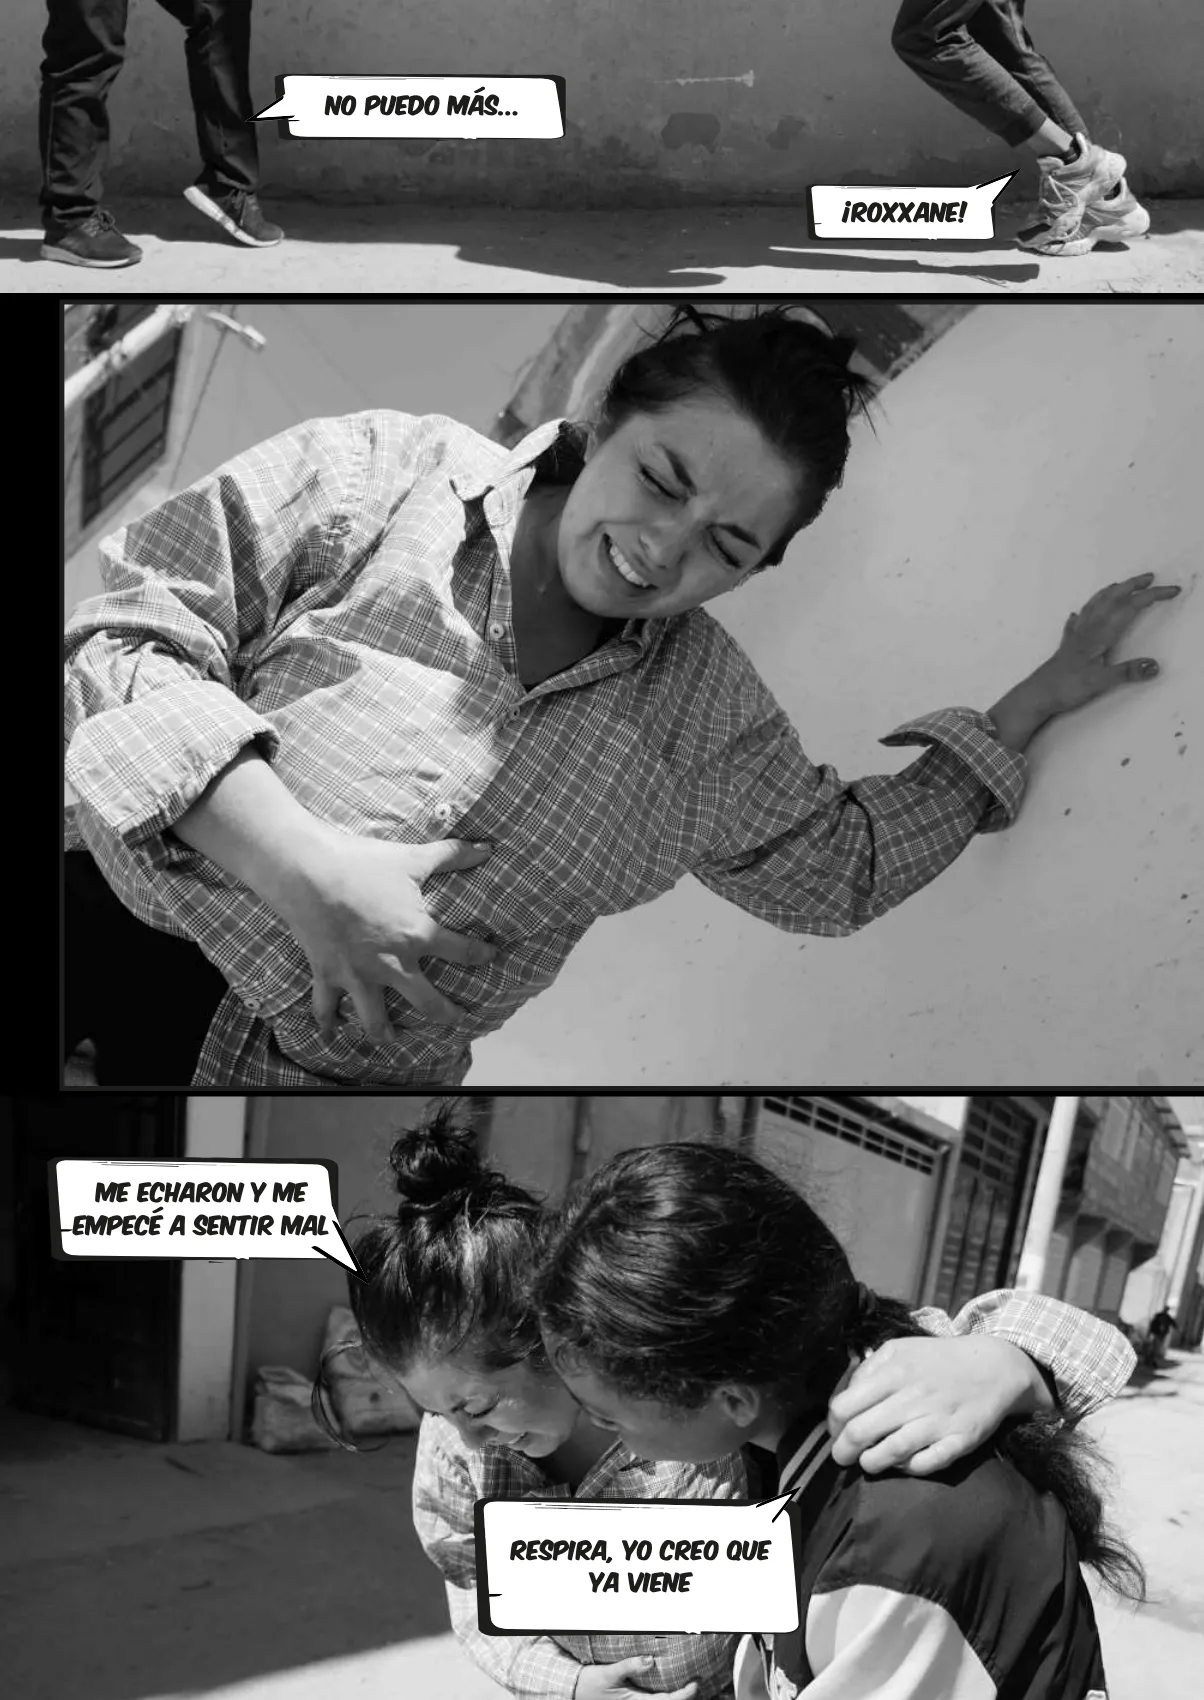 NO PUEDO MÁS...
¡ROXXANE!
ME ECHARON Y ME
EMPECÉ A SENTIR MAL
RESPIRA, YO CREO QUE
YA VIENE